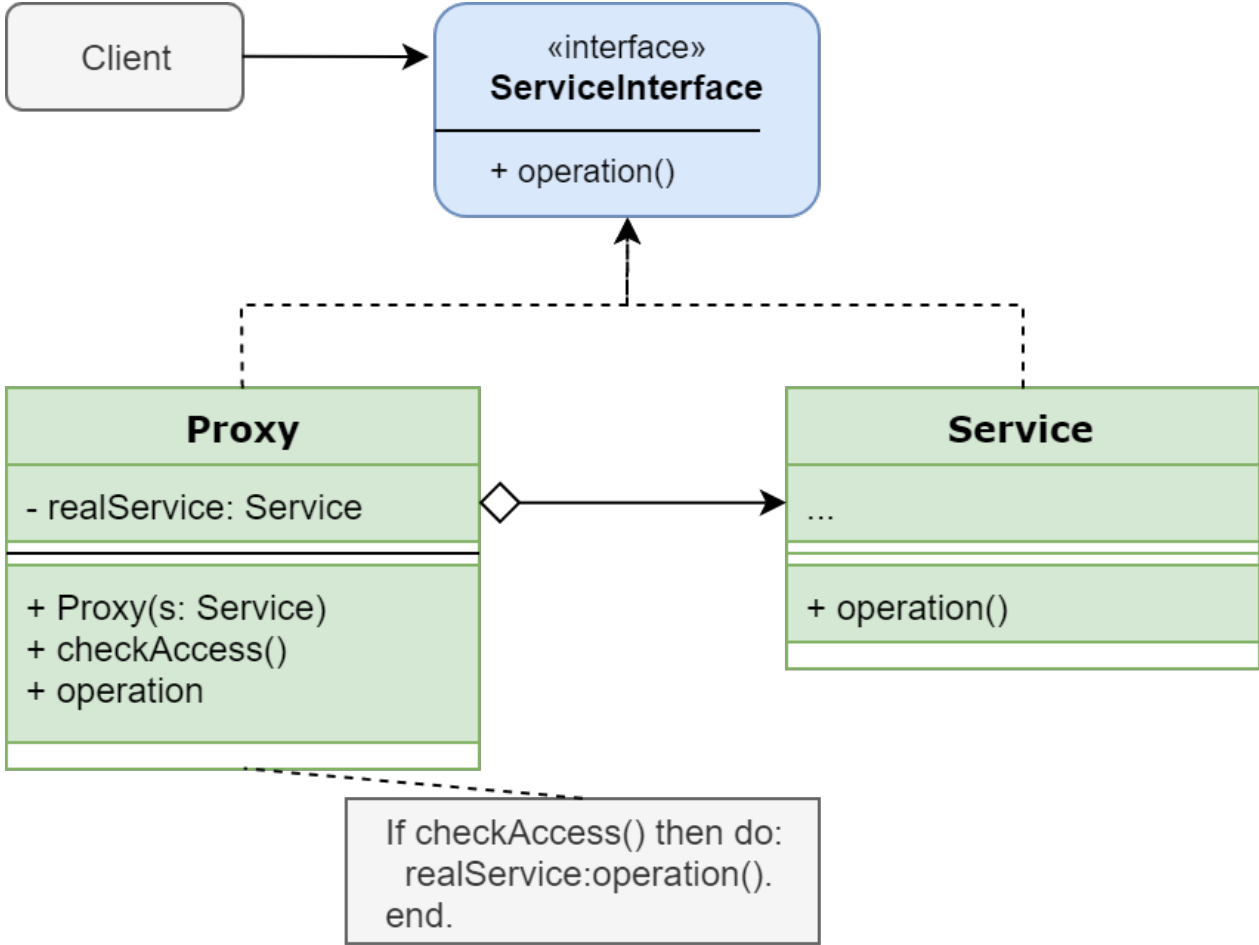 Client
«interface»
ServiceInterface
+ operation()
Proxy
- realService: Service
+ Proxy(s: Service)
+ checkAccess()
+ operation
Service
...
+ operation()
If checkAccess() then do:
realService:operation().
end.